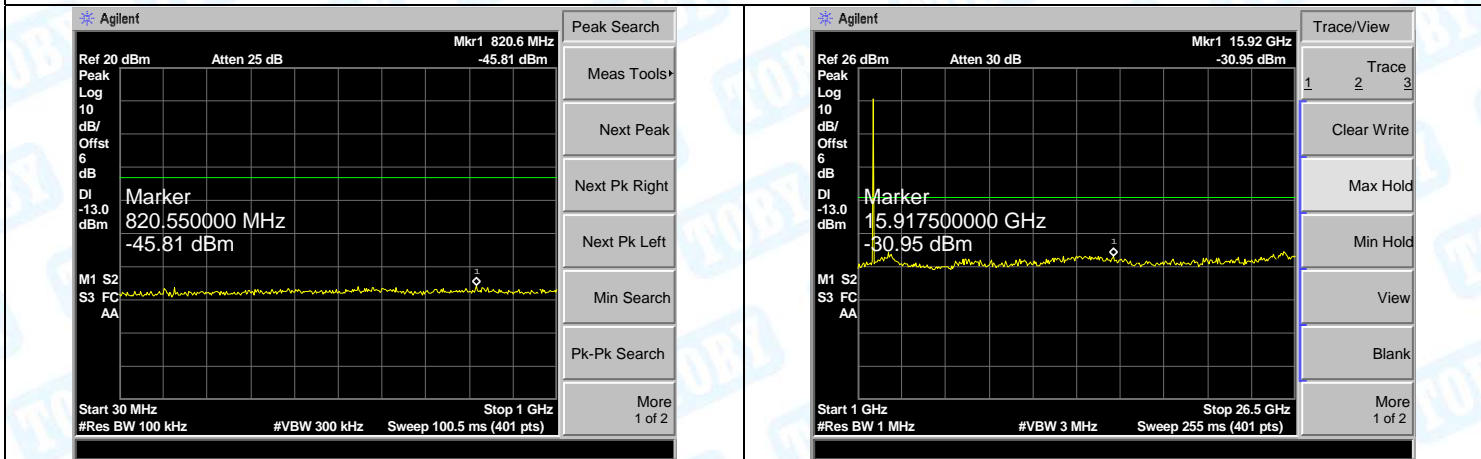 Agilent
Peak Search
Mkr1 820.6 MHz
Ref 20 dBm Atten 25 dB -45.81 dBm
Peak
Log
10
dB/
Offst
6
dB
DI
-13.0
dBm
Marker
820.550000 MHz
-45.81 dBm
1
M1 S2
S3 FC
AA
Start 30 MHz Stop 1 GHz
#Res BW 100 kHz #VBW 300 kHz Sweep 100.5 ms (401 pts)
Meas Tools
Next Peak
Next Pk Right
Next Pk Left
Min Search
Pk-Pk Search
More
1 of 2
Agilent
Trace/View
Mkr1 15.92 GHz
Ref 26 dBm Atten 30 dB -30.95 dBm
Peak
Log
10
dB/
Offst
6
dB
DI
-13.0
dBm
Marker
15.917500000 GHz
-30.95 dBm
1
M1 S2
S3 FC
AA
Start 1 GHz Stop 26.5 GHz
#Res BW 1 MHz #VBW 3 MHz Sweep 255 ms (401 pts)
Trace
1 2 3
Clear Write
Max Hold
Min Hold
View
Blank
More
1 of 2
TOBY
TOBY
TOBY
TOBY